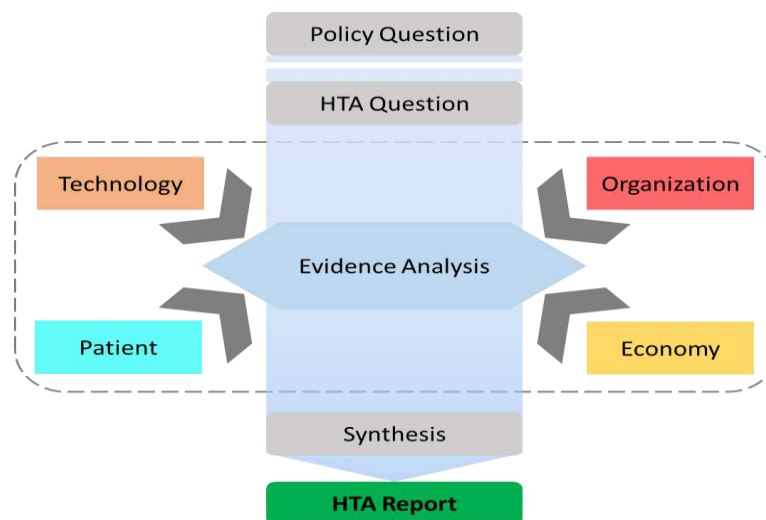 Policy Question
HTA Question
Technology
Organization
Evidence Analysis
Patient
Economy
Synthesis
HTA Report